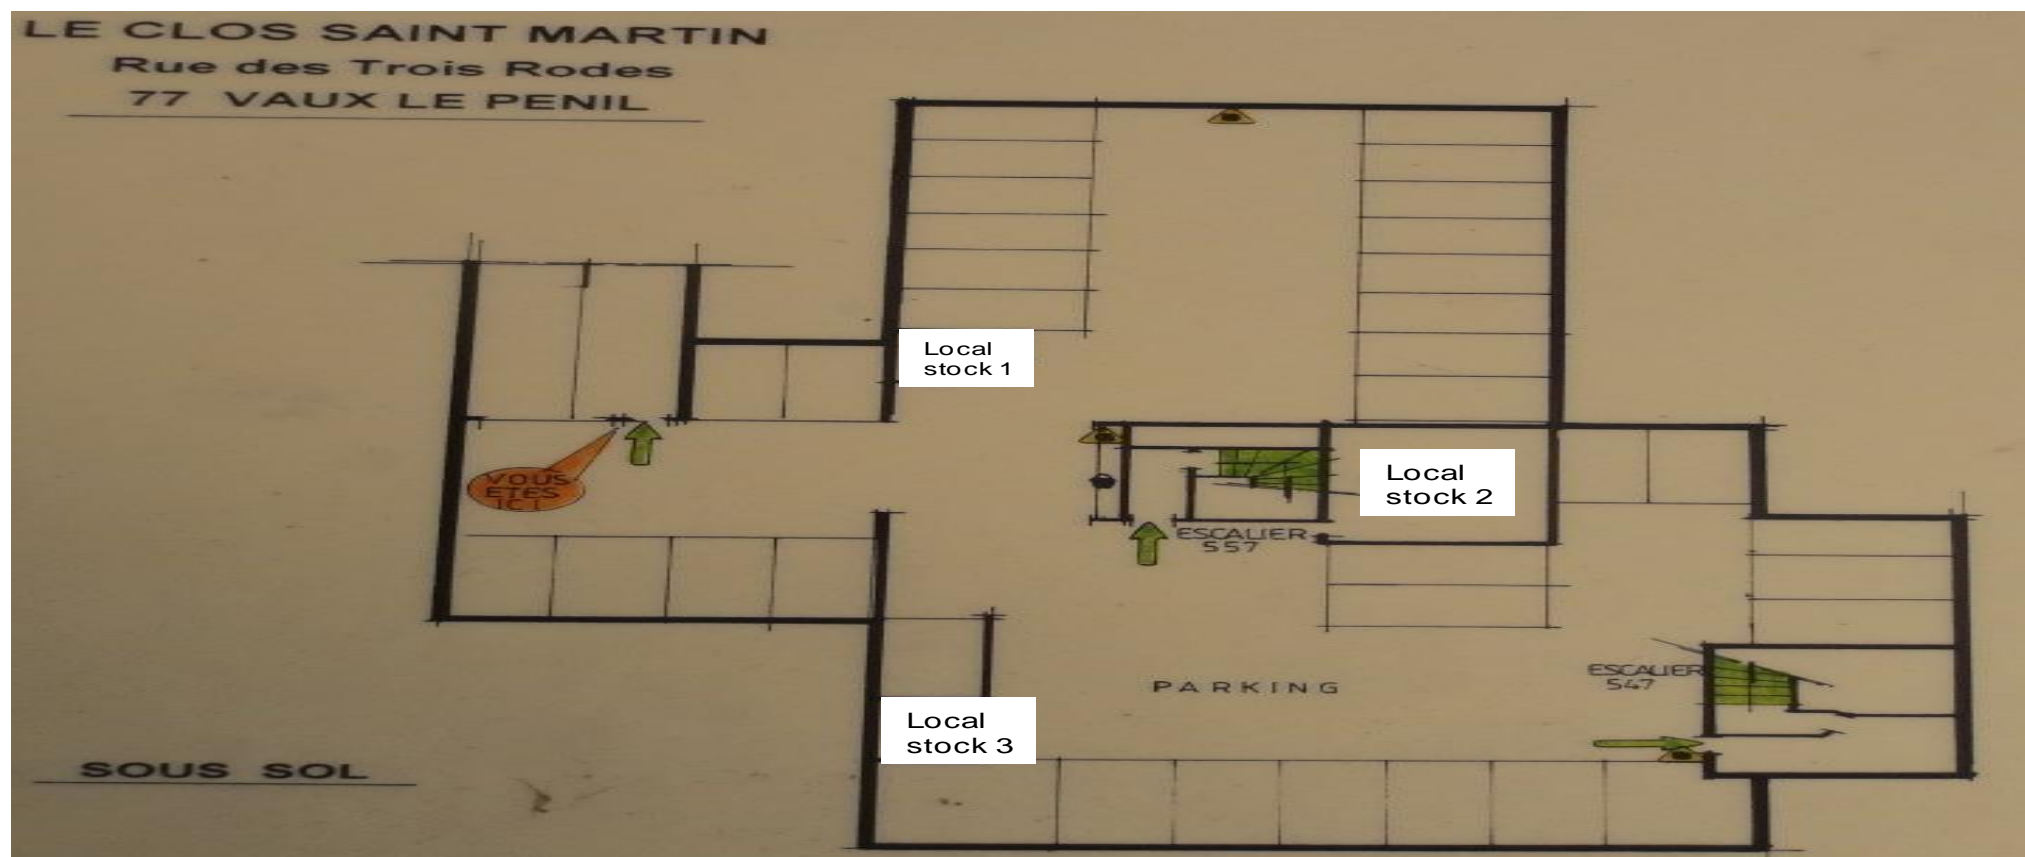 LE CLOS SAINT MARTIN
Rue des Trois Rodes
77 VAUX LE PENIL
Local
stock 1
VOUS
ETES
ICI
Local
stock 2
ESCALIER
557
PARKING
ESCALIER
547
Local
stock 3
SOUS SOL